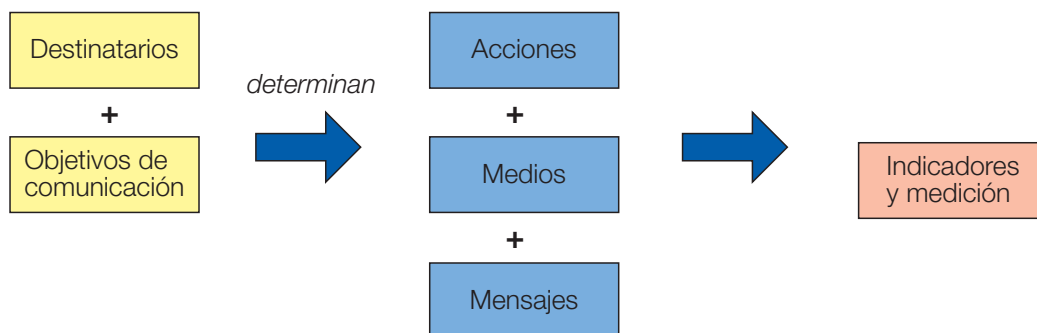 Destinatarios
+
Objetivos de
comunicación
determinan
Acciones
+
Medios
+
Mensajes
Indicadores
y medición